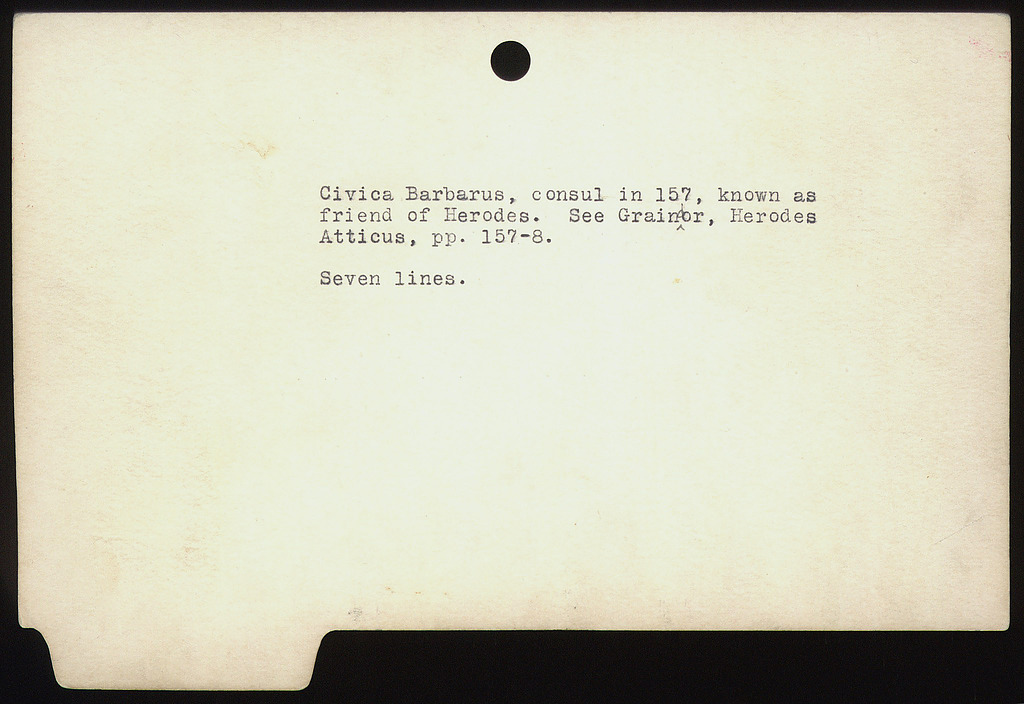 Civica Barbarus, consul in 157, known as
friend of Herodes. See Graindor, Herodes
Atticus, pp. 157-8.
Seven lines.